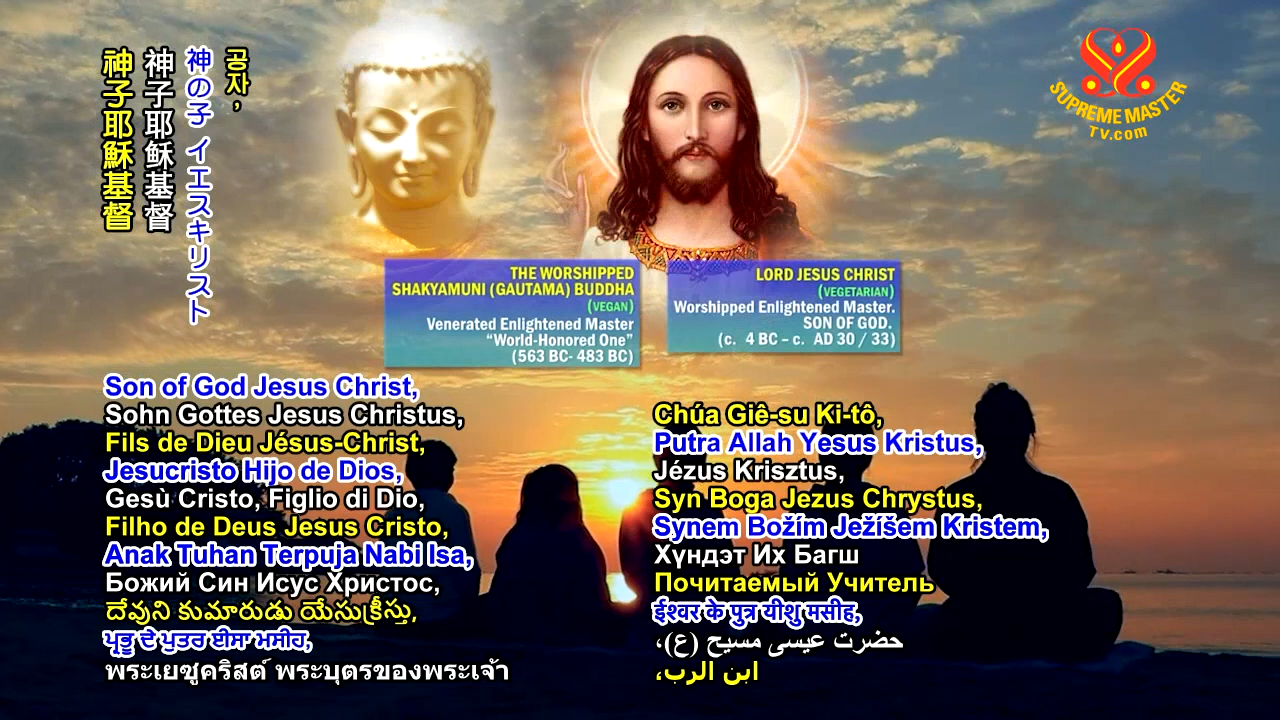 공자,
神の子 イエスキリスト
神子耶稣基督
神子耶穌基督
SUPREME MASTER
TV.com
THE WORSHIPPED
SHAKYAMUNI (GAUTAMA) BUDDHA
(VEGAN)
Venerated Enlightened Master
“World-Honored One”
(563 BC- 483 BC)
LORD JESUS CHRIST
(VEGETARIAN)
Worshipped Enlightened Master.
SON OF GOD.
(c. 4 BC – c. AD 30 / 33)
Son of God Jesus Christ,
Sohn Gottes Jesus Christus,
Fils de Dieu Jésus-Christ,
Jesucristo Hijo de Dios,
Gesù Cristo, Figlio di Dio,
Filho de Deus Jesus Cristo,
Anak Tuhan Terpuja Nabi Isa,
Божий Син Исус Христос,
దేవుని కుమారుడు యేసుక్రీస్తు,
ਪ੍ਰਭੂ ਦੇ ਪੁਤਰ ਈਸਾ ਮਸੀਹ,
พระเยซูคริสต์ พระบุตรของพระเจ้า
Chúa Giê-su Ki-tô,
Putra Allah Yesus Kristus,
Jézus Krisztus,
Syn Boga Jezus Chrystus,
Synem Božím Ježíšem Kristem,
Хүндэт Их Багш
Почитаемый Учитель
ईश्वर के पुत्र यीशु मसीह,
حضرت عیسی مسیح (ع)،
ابن الرب،